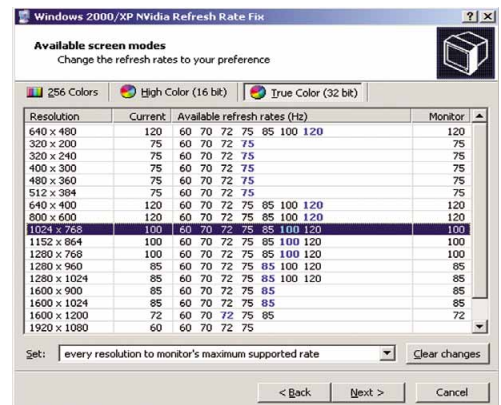 Windows 2000/XP NVidia Refresh Rate Fix
Available screen modes
Change the refresh rates to your preference
256 Colors High Color (16 bit) True Color (32 bit)
Resolution Current Available refresh rates (Hz) Monitor
640 x 480 120 60 70 72 75 85 100 120 120
320 x 200 75 60 70 72 75 75
320 x 240 75 60 70 72 75 75
400 x 300 75 60 70 72 75 75
480 x 360 75 60 70 72 75 75
512 x 384 75 60 70 72 75 75
640 x 400 120 60 70 72 75 85 100 120 120
800 x 600 120 60 70 72 75 85 100 120 120
1024 x 768 100 60 70 72 75 85 100 120 100
1152 x 864 100 60 70 72 75 85 100 120 100
1280 x 768 100 60 70 72 75 85 100 120 100
1280 x 960 85 60 70 72 75 85 100 120 85
1280 x 1024 85 60 70 72 75 85 100 120 85
1600 x 900 85 60 70 72 75 85 85
1600 x 1024 85 60 70 72 75 85 85
1600 x 1200 72 60 70 72 75 85 72
1920 x 1080 60 60 70 72 75
Set: every resolution to monitor's maximum supported rate Clear changes
< Back Next > Cancel